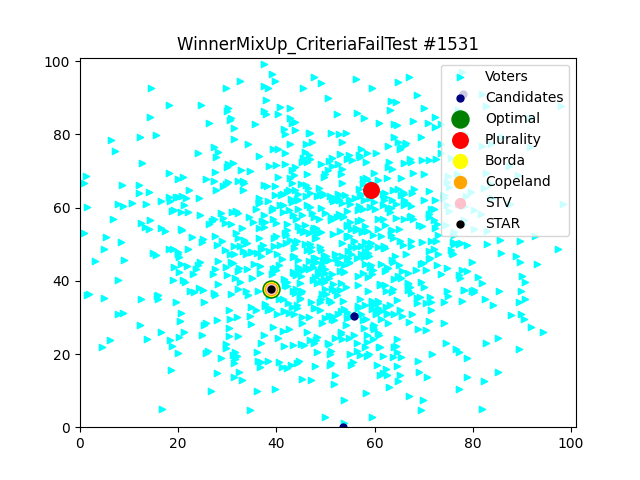 WinnerMixUp_CriteriaFailTest #1531
100
80
60
40
20
0
0 20 40 60 80 100
Voters
Candidates
Optimal
Plurality
Borda
Copeland
STV
STAR